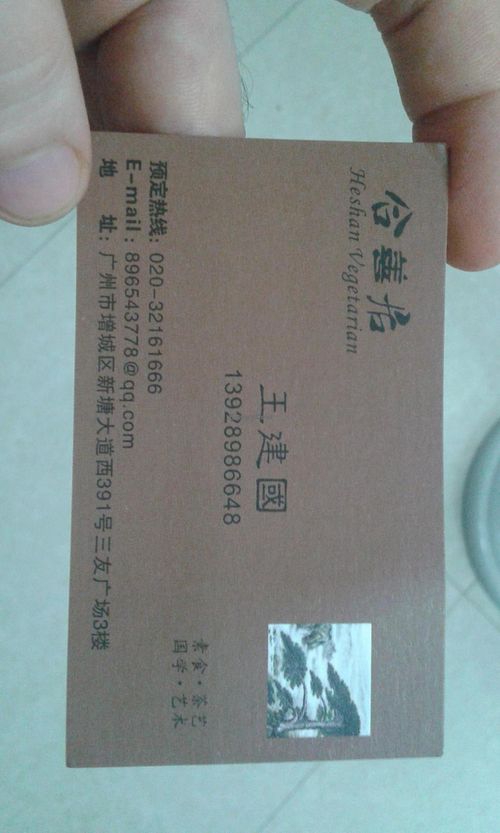 合善居
Heshan Vegetarian
王建國
13928986648
素食·茶艺
国学·艺术
预定热线: 020-32161666
E-mail: 896543778@qq.com
地 址: 广州市增城区新塘大道西391号三友广场3楼